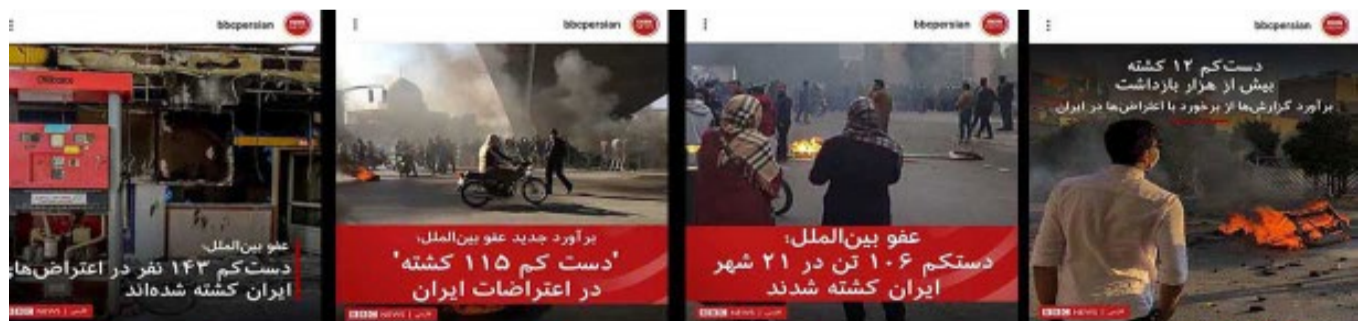 bbcpersian
دست‌کم ۱۲ کشته
بیش از هزار بازداشت
برآورد گزارش‌ها از برخورد با اعتراض‌ها در ایران
BBC NEWS | فارسی
bbcpersian
عفو بین‌الملل؛
دستکم ۱۰۶ تن در ۲۱ شهر
ایران کشته شدند
BBC NEWS | فارسی
bbcpersian
برآورد جدید عفو بین‌الملل:
'دست کم ۱۱۵ کشته'
در اعتراضات ایران
BBC NEWS | فارسی
bbcpersian
عفو بین‌الملل:
دست‌کم ۱۴۳ نفر در اعتراض‌های
ایران کشته شده‌اند
BBC NEWS | فارسی